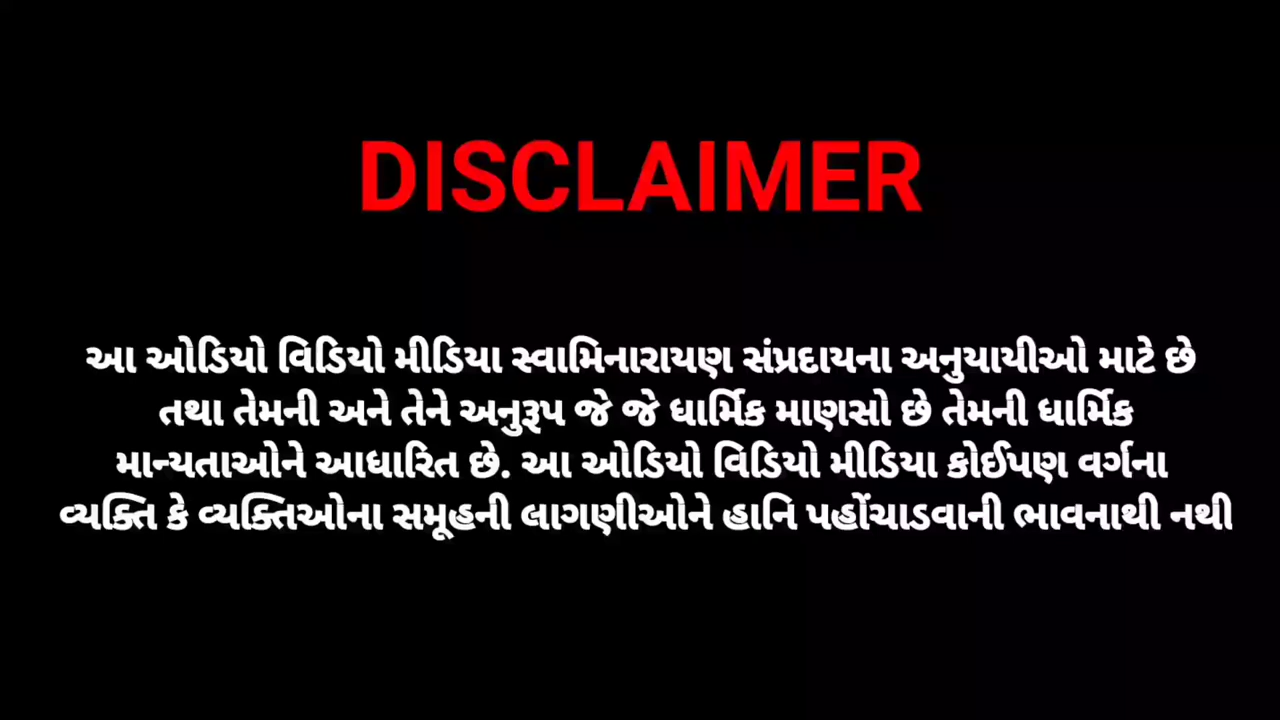 DISCLAIMER
આ ઓડિયો વિડિયો મીડિયા સ્વામિનારાયણ સંપ્રદાયના અનુયાયીઓ માટે છે
તથા તેમની અને તેને અનુરૂપ જે જે ધાર્મિક માણસો છે તેમની ધાર્મિક
માન્યતાઓને આધારિત છે. આ ઓડિયો વિડિયો મીડિયા કોઈપણ વર્ગના
વ્યક્તિ કે વ્યક્તિઓના સમૂહની લાગણીઓને હાનિ પહોંચાડવાની ભાવનાથી નથી